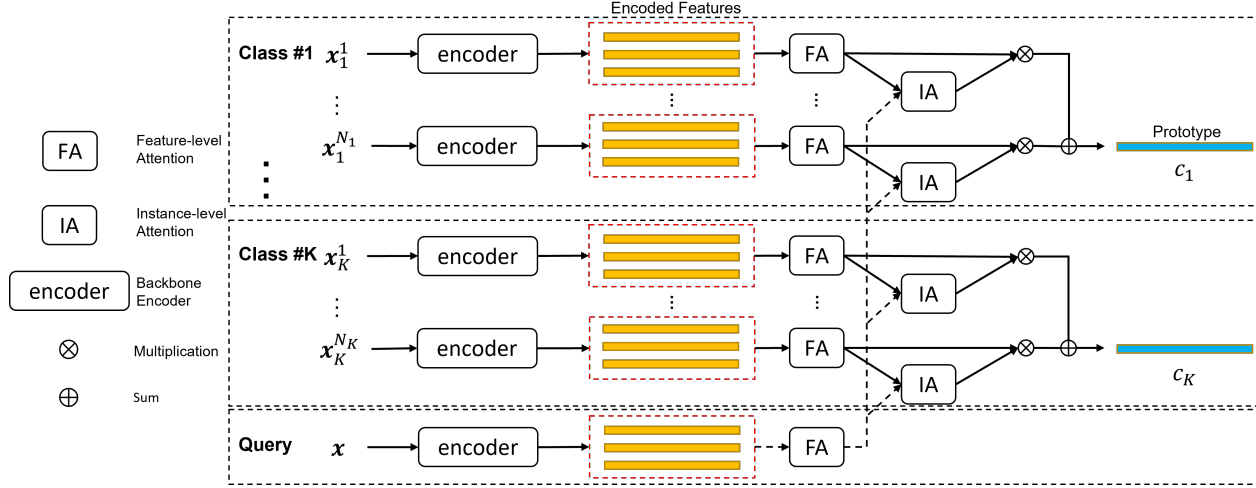 Encoded Features
Class #1 x_1^1 encoder FA
IA
⋮ ⋮ ⋮
x_1^{N_1} encoder FA
IA
Prototype
c_1
⋮
Class #K x_K^1 encoder FA
IA
⋮ ⋮ ⋮
x_K^{N_K} encoder FA
IA
c_K
Query x encoder FA
FA Feature-level
Attention
IA Instance-level
Attention
encoder Backbone
Encoder
⊗ Multiplication
⊕ Sum